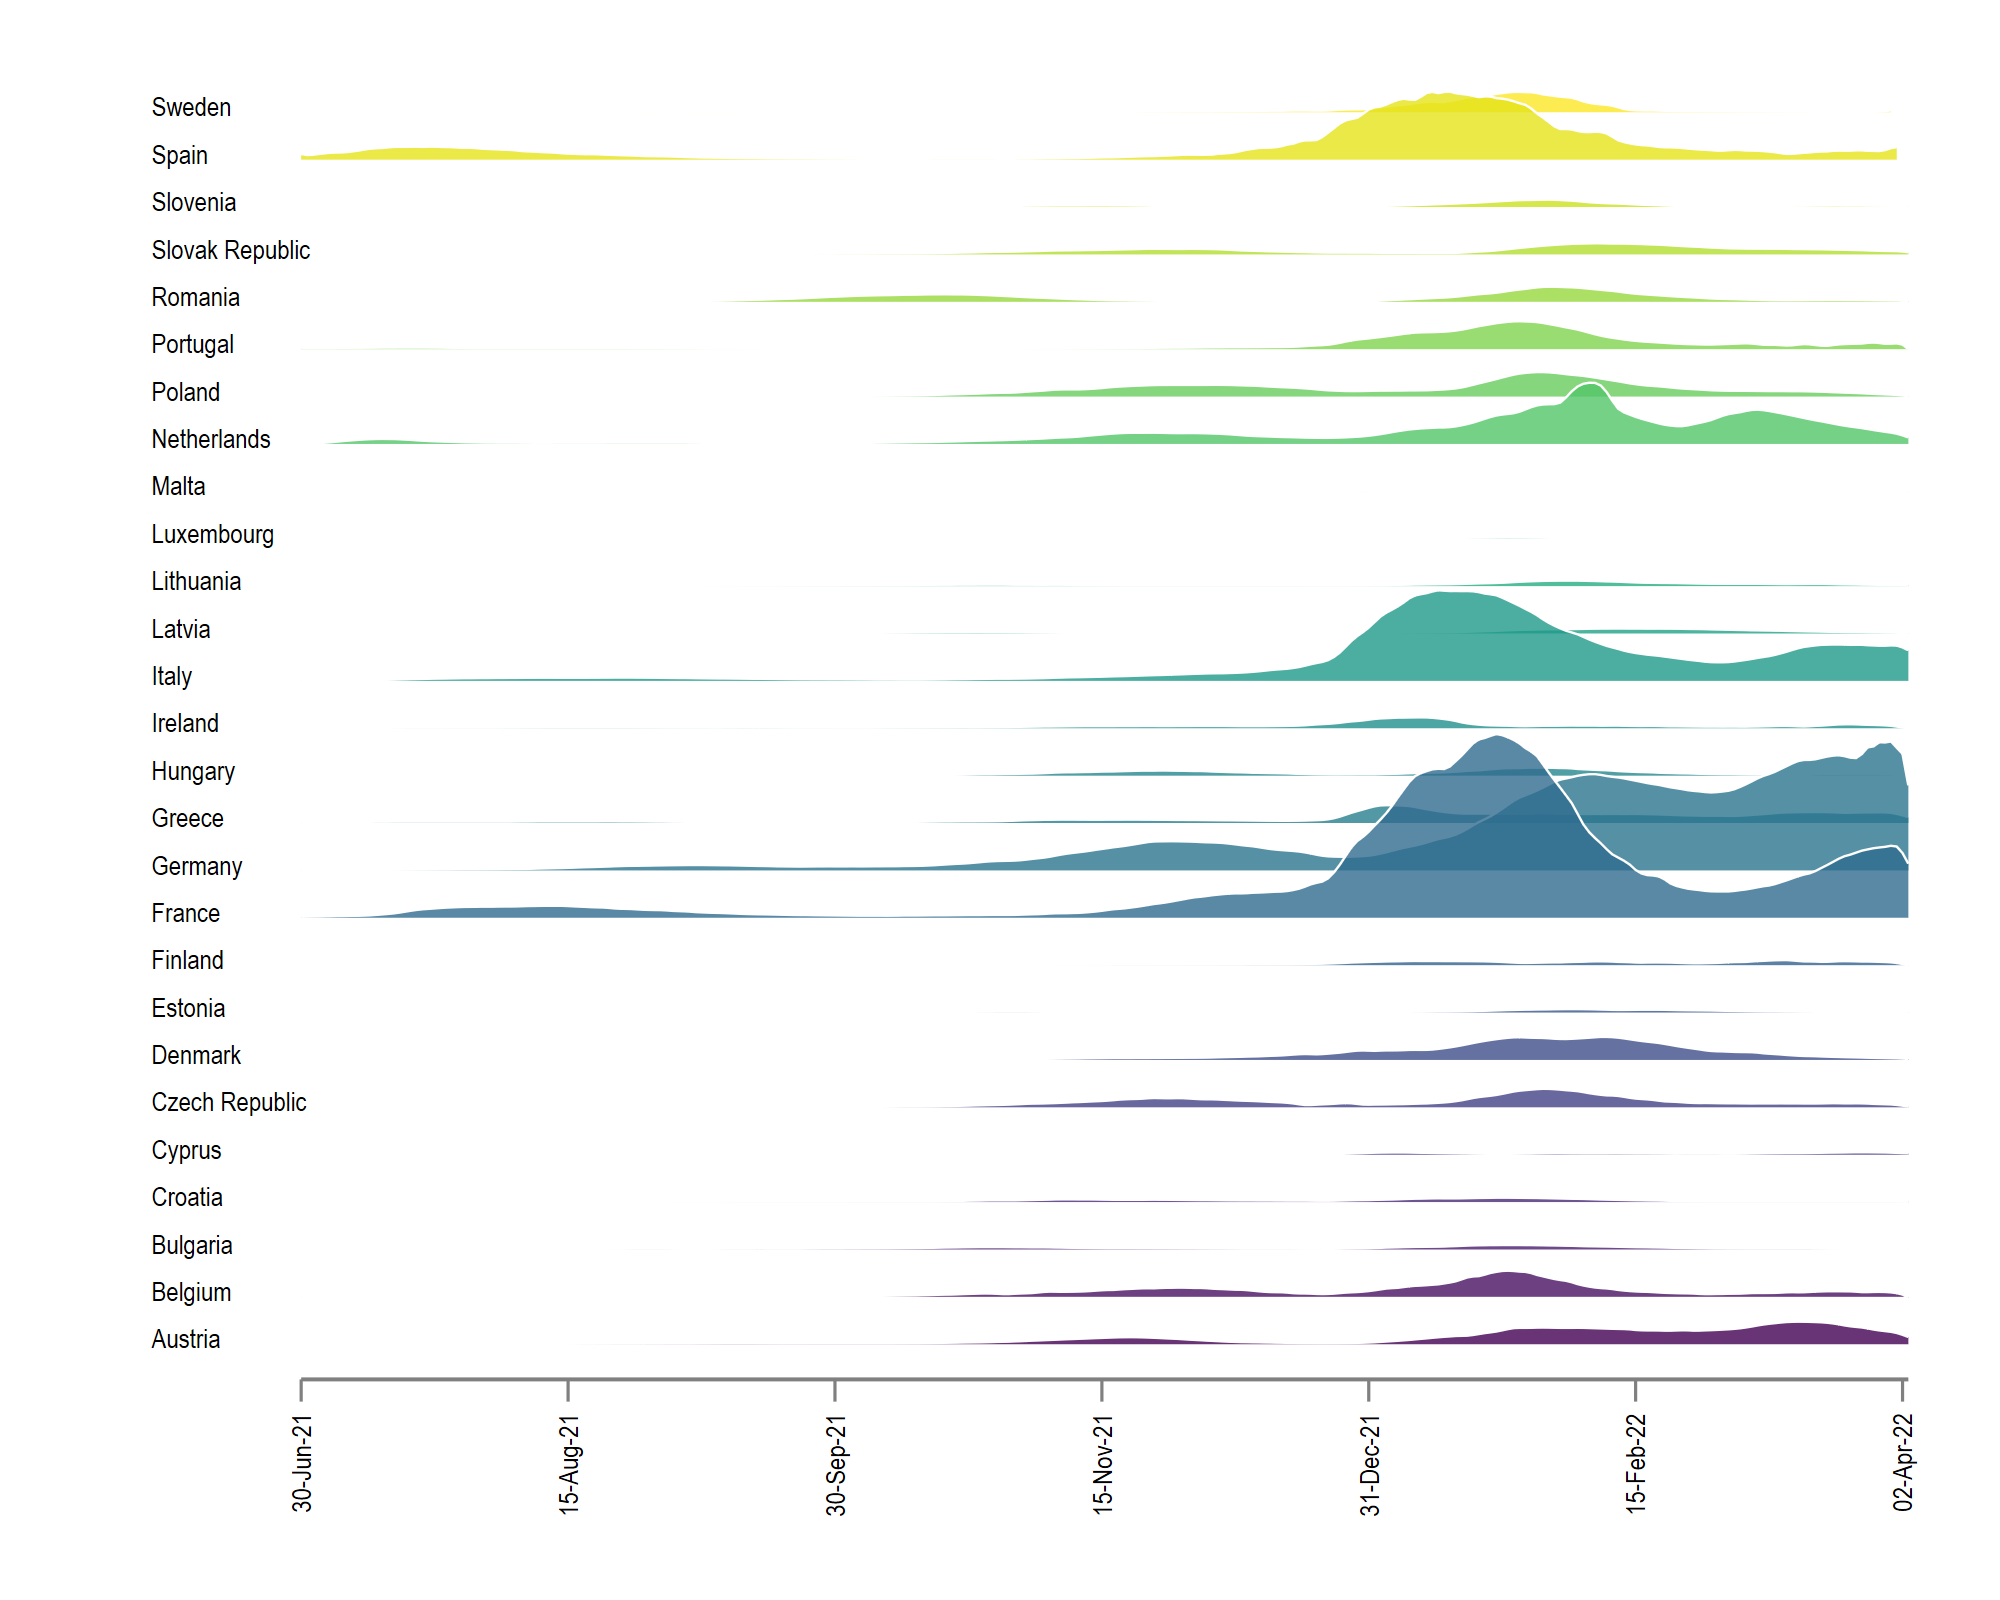 Sweden
Spain
Slovenia
Slovak Republic
Romania
Portugal
Poland
Netherlands
Malta
Luxembourg
Lithuania
Latvia
Italy
Ireland
Hungary
Greece
Germany
France
Finland
Estonia
Denmark
Czech Republic
Cyprus
Croatia
Bulgaria
Belgium
Austria
30-Jun-21
15-Aug-21
30-Sep-21
15-Nov-21
31-Dec-21
15-Feb-22
02-Apr-22